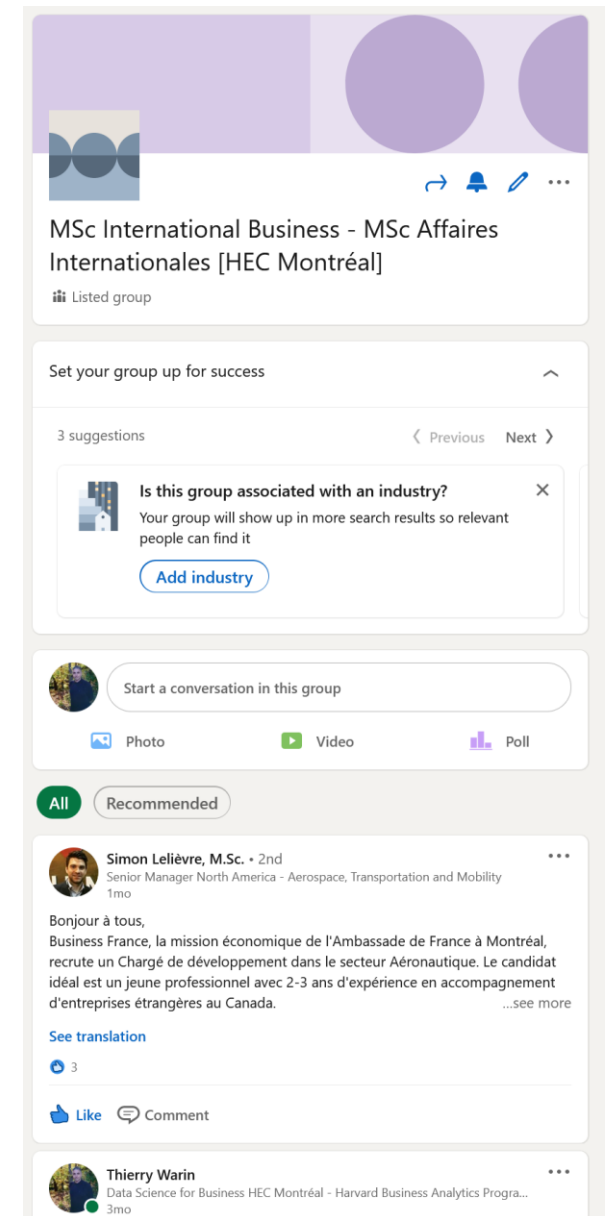 MSc International Business - MSc Affaires
Internationales [HEC Montréal]
Listed group
Set your group up for success
3 suggestions
Previous Next
Is this group associated with an industry?
Your group will show up in more search results so relevant
people can find it
Add industry
Start a conversation in this group
Photo Video Poll
All Recommended
Simon Lelièvre, M.Sc. • 2nd
Senior Manager North America - Aerospace, Transportation and Mobility
1mo
Bonjour à tous,
Business France, la mission économique de l'Ambassade de France à Montréal,
recrute un Chargé de développement dans le secteur Aéronautique. Le candidat
idéal est un jeune professionnel avec 2-3 ans d'expérience en accompagnement
d'entreprises étrangères au Canada. ...see more
See translation
3
Like Comment
Thierry Warin
Data Science for Business HEC Montréal - Harvard Business Analytics Progra...
3mo